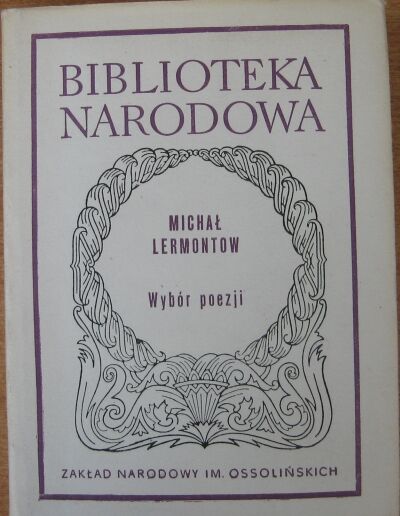 BIBLIOTEKA
NARODOWA
MICHAŁ
LERMONTOW
Wybór poezji
ZAKŁAD NARODOWY IM. OSSOLIŃSKICH